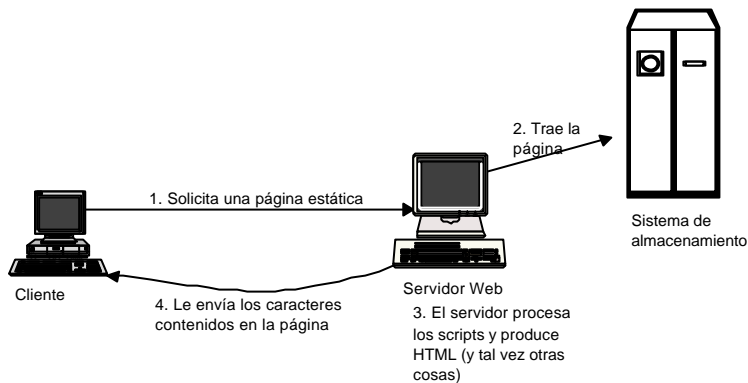 2. Trae la
página
1. Solicita una página estática
Sistema de
almacenamiento
Cliente
Servidor Web
4. Le envía los caracteres
contenidos en la página
3. El servidor procesa
los scripts y produce
HTML (y tal vez otras
cosas)